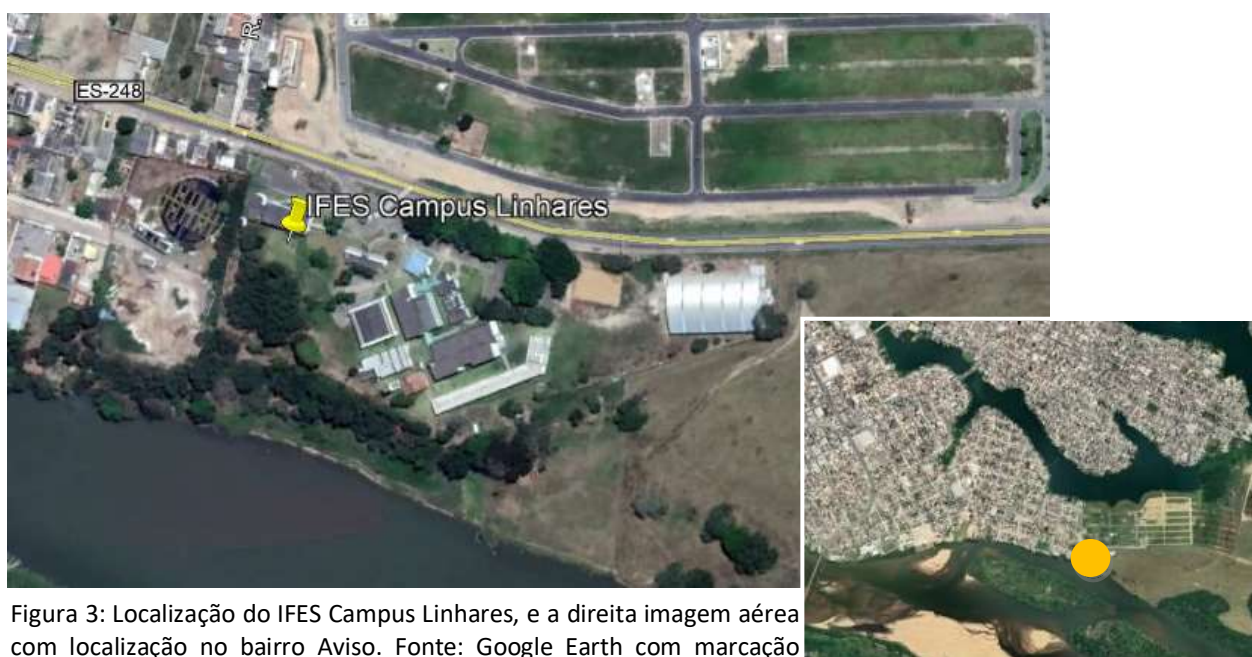 R.
ES-248
IFES Campus Linhares
Figura 3: Localização do IFES Campus Linhares, e a direita imagem aérea
com localização no bairro Aviso. Fonte: Google Earth com marcação